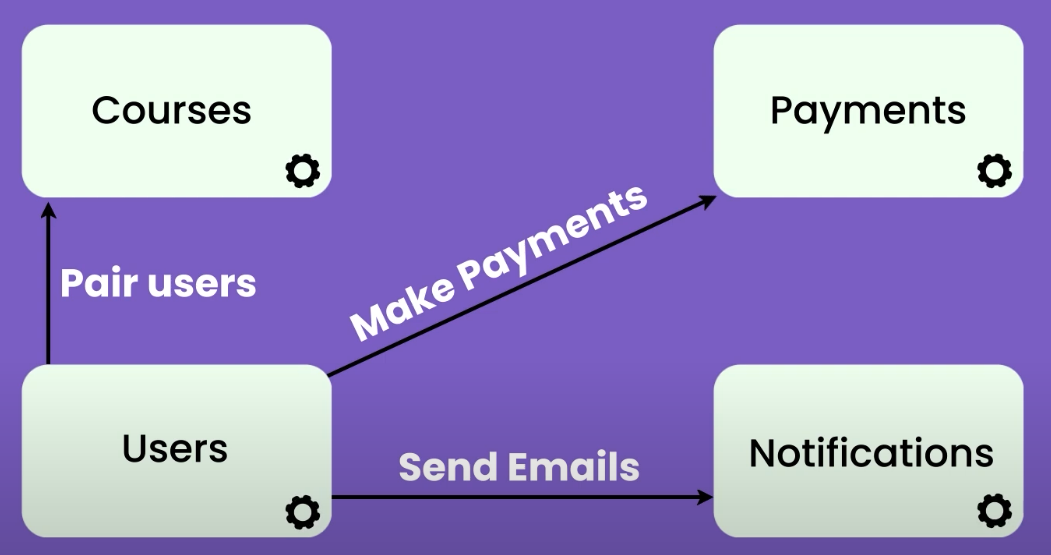 Courses
Payments
Pair users
Make Payments
Users
Send Emails
Notifications